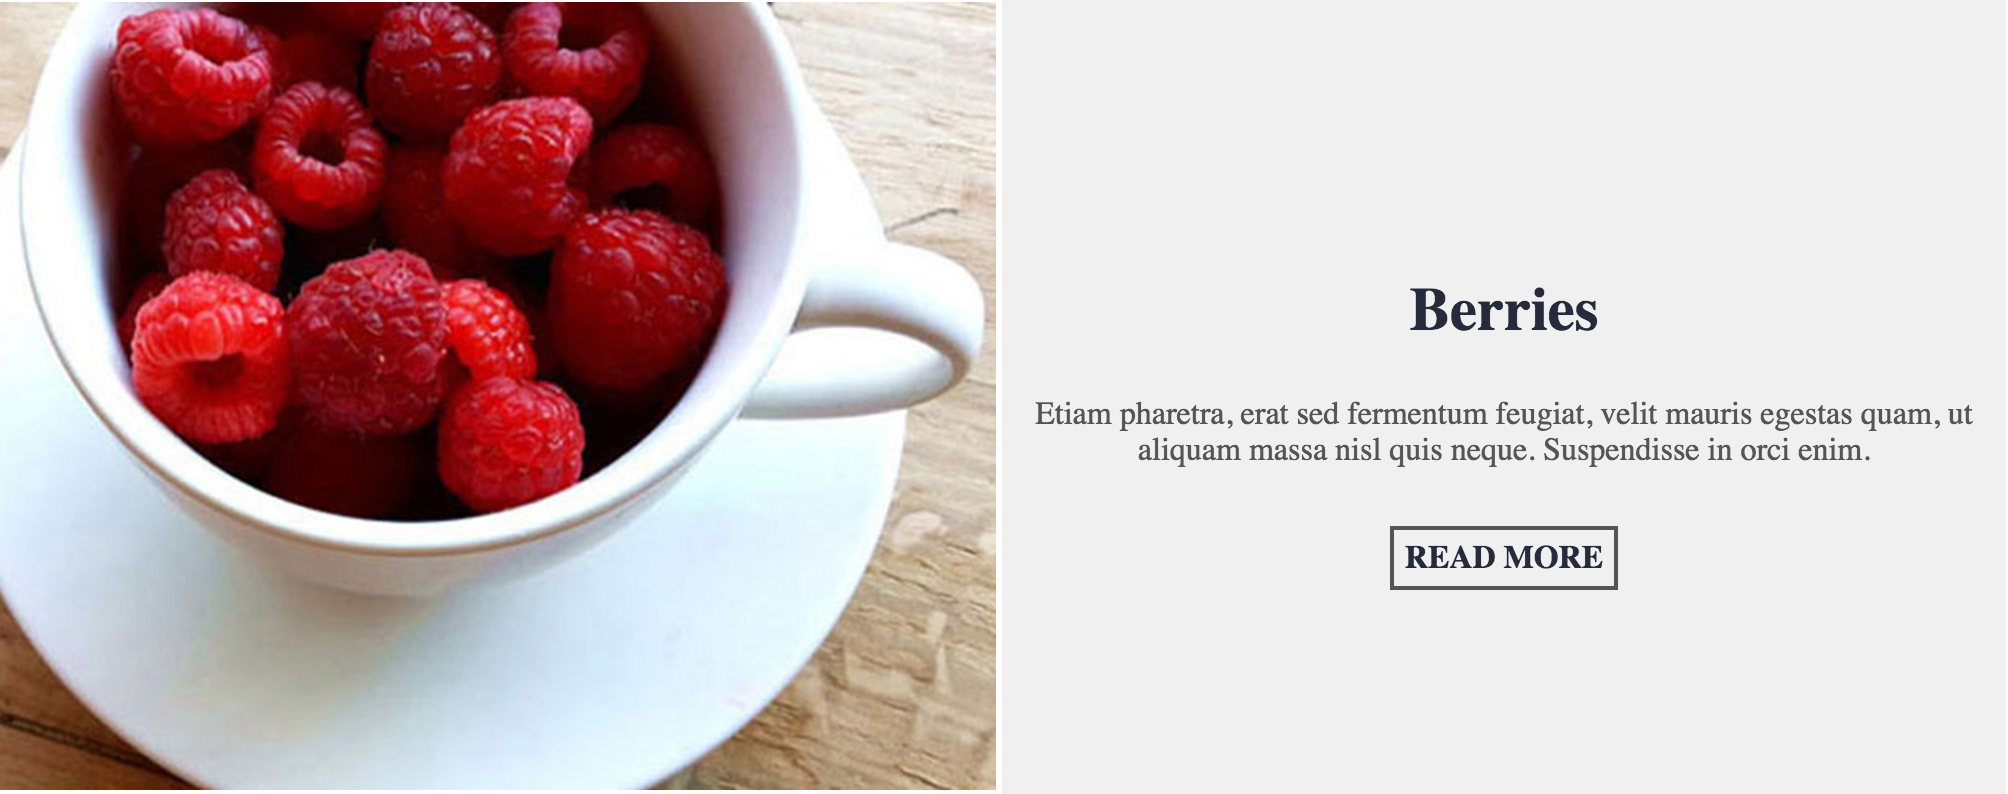 Berries
Etiam pharetra, erat sed fermentum feugiat, velit mauris egestas quam, ut
aliquam massa nisl quis neque. Suspendisse in orci enim.
READ MORE